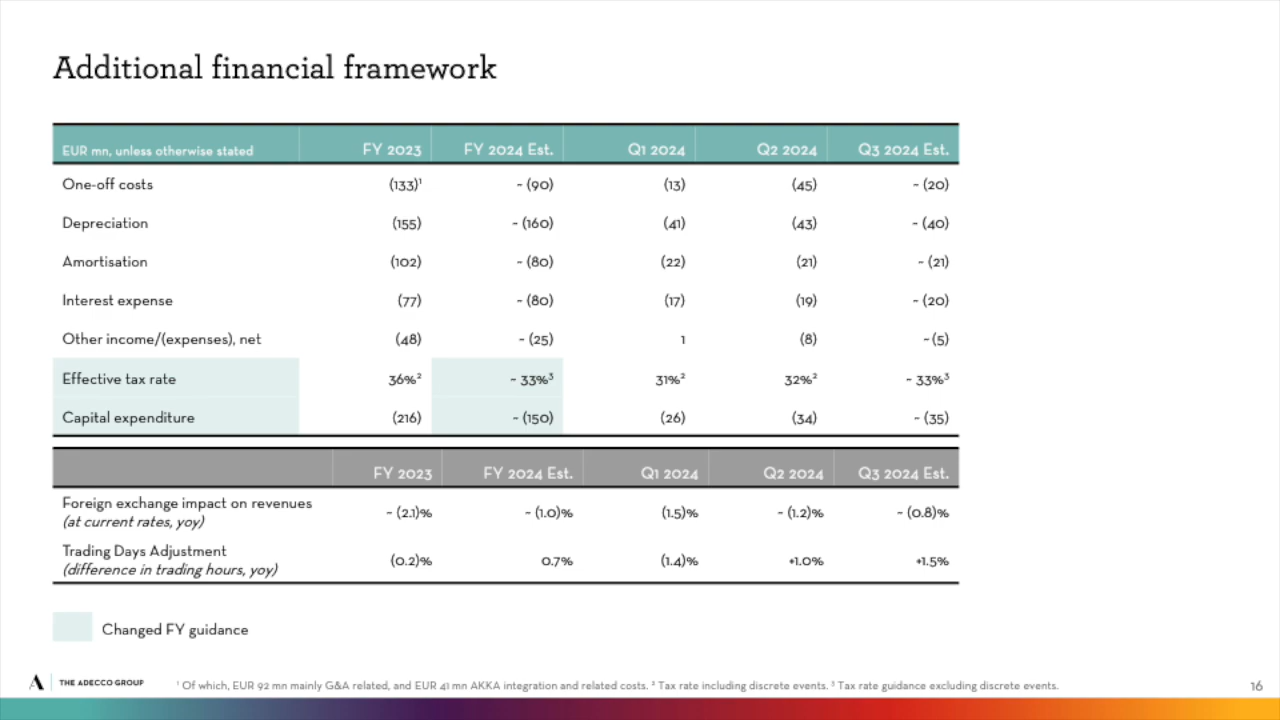 Additional financial framework
EUR mn, unless otherwise stated FY 2023 FY 2024 Est. Q1 2024 Q2 2024 Q3 2024 Est.
One-off costs (133)¹ ~ (90) (13) (45) ~ (20)
Depreciation (155) ~ (160) (41) (43) ~ (40)
Amortisation (102) ~ (80) (22) (21) ~ (21)
Interest expense (77) ~ (80) (17) (19) ~ (20)
Other income/(expenses), net (48) ~ (25) 1 (8) ~ (5)
Effective tax rate 36%² ~ 33%³ 31%² 32%² ~ 33%³
Capital expenditure (216) ~ (150) (26) (34) ~ (35)
FY 2023 FY 2024 Est. Q1 2024 Q2 2024 Q3 2024 Est.
Foreign exchange impact on revenues
(at current rates, yoy) ~ (2.1)% ~ (1.0)% (1.5)% ~ (1.2)% ~ (0.8)%
Trading Days Adjustment
(difference in trading hours, yoy) (0.2)% 0.7% (1.4)% +1.0% +1.5%
Changed FY guidance
A THE ADECCO GROUP ¹ Of which, EUR 92 mn mainly G&A related, and EUR 41 mn AKKA integration and related costs. ² Tax rate including discrete events. ³ Tax rate guidance excluding discrete events. 16